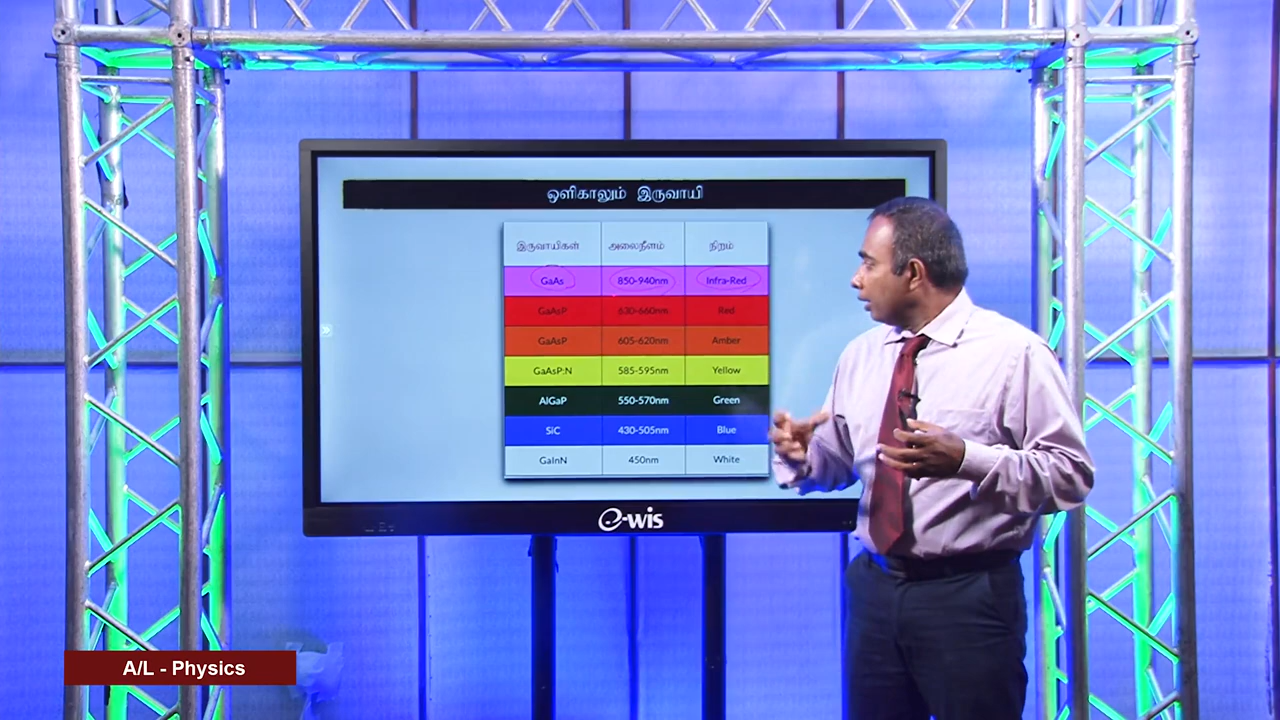 ஒளிகாலும் இருவாயி
இருவாயிகள் அலைநீளம் நிறம்
GaAs 850-940nm Infra-Red
GaAsP 630-660nm Red
GaAsP 605-620nm Amber
GaAsP:N 585-595nm Yellow
AlGaP 550-570nm Green
SiC 430-505nm Blue
GaInN 450nm White
e-wis
A/L - Physics